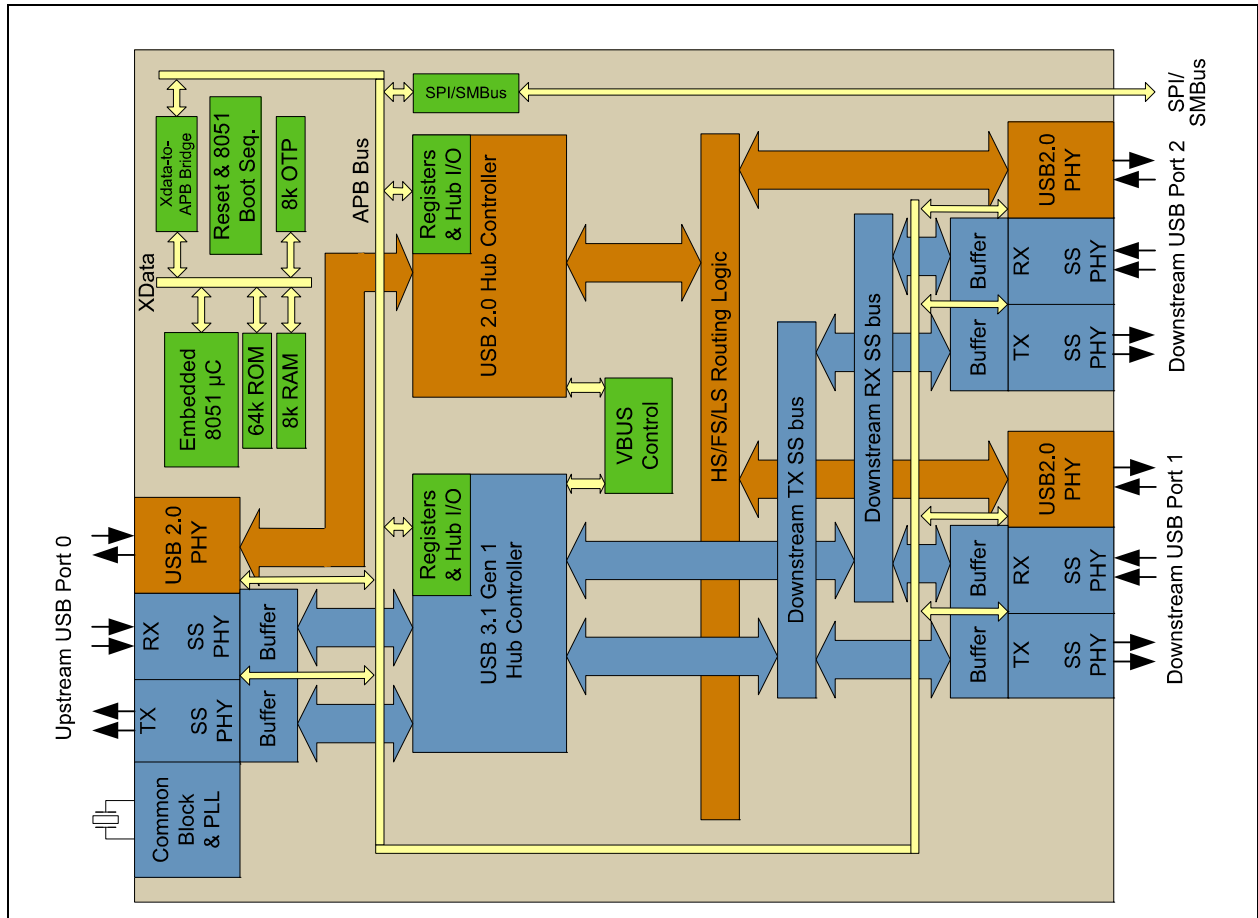 Upstream USB Port 0
Common
Block
& PLL
TX
SS
PHY
RX
SS
PHY
USB 2.0
PHY
Buffer
Buffer
Embedded
8051 µC
64k ROM
8k RAM
XData
Xdata-to-
APB Bridge
Reset & 8051
Boot Seq.
8k OTP
APB Bus
SPI/SMBus
SPI/
SMBus
USB 3.1 Gen 1
Hub Controller
Registers
& Hub I/O
USB 2.0 Hub Controller
Registers
& Hub I/O
VBUS
Control
HS/FS/LS Routing Logic
Downstream TX SS bus
Downstream RX SS bus
Buffer
Buffer
TX
SS
PHY
RX
SS
PHY
USB2.0
PHY
Downstream USB Port 1
Buffer
Buffer
TX
SS
PHY
RX
SS
PHY
USB2.0
PHY
Downstream USB Port 2